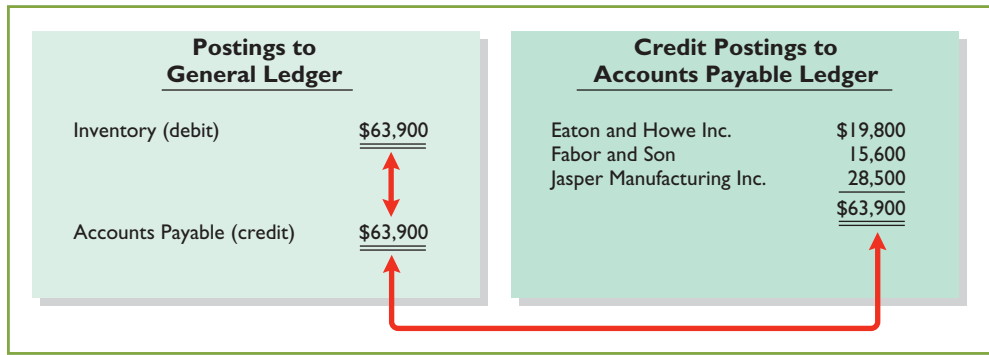 Postings to
General Ledger
Inventory (debit) $63,900
Accounts Payable (credit) $63,900
Credit Postings to
Accounts Payable Ledger
Eaton and Howe Inc. $19,800
Fabor and Son 15,600
Jasper Manufacturing Inc. 28,500
$63,900